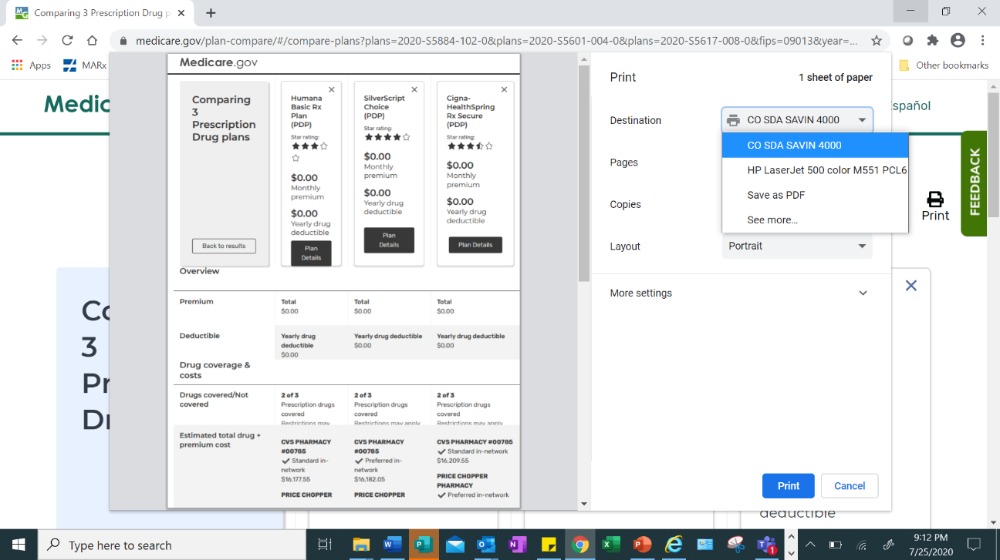 Comparing 3 Prescription Drug p
medicare.gov/plan-compare/#/compare-plans?plans=2020-S5884-102-0&plans=2020-S5601-004-0&plans=2020-S5617-008-0&fips=09013&year=...
Apps
MARx
Other bookmarks
Medic
spañol
FEEDBACK
Print
Co
3
Pr
Dr
deductible
Medicare.gov
Comparing
3
Prescription
Drug plans
Back to results
Humana
Basic Rx
Plan
(PDP)
Star rating:
$0.00
Monthly
premium
$0.00
Yearly drug
deductible
Plan
Details
SilverScript
Choice
(PDP)
Star rating:
$0.00
Monthly
premium
$0.00
Yearly drug
deductible
Plan
Details
Cigna-
HealthSpring
Rx Secure
(PDP)
Star rating:
$0.00
Monthly
premium
$0.00
Yearly drug
deductible
Plan Details
Overview
Premium
Total
$0.00
Total
$0.00
Total
$0.00
Deductible
Yearly drug
deductible
$0.00
Yearly drug deductible
$0.00
Yearly drug deductible
$0.00
Drug coverage &
costs
Drugs covered/Not
covered
2 of 3
Prescription drugs
covered
Restrictions may
2 of 3
Prescription drugs
covered
Restrictions may apply
2 of 3
Prescription drugs
covered
Restrictions may apply
Estimated total drug +
premium cost
CVS PHARMACY
#00785
Standard in-
network
$16,177.55
PRICE CHOPPER
CVS PHARMACY
#00785
Preferred in-
network
$16,182.05
PRICE CHOPPER
CVS PHARMACY #00785
Standard in-network
$16,209.55
PRICE CHOPPER
PHARMACY
Preferred in-network
Print
1 sheet of paper
Destination
CO SDA SAVIN 4000
CO SDA SAVIN 4000
HP LaserJet 500 color M551 PCL6
Save as PDF
See more...
Pages
Copies
Layout
Portrait
More settings
Print
Cancel
Type here to search
1
9:12 PM
7/25/2020